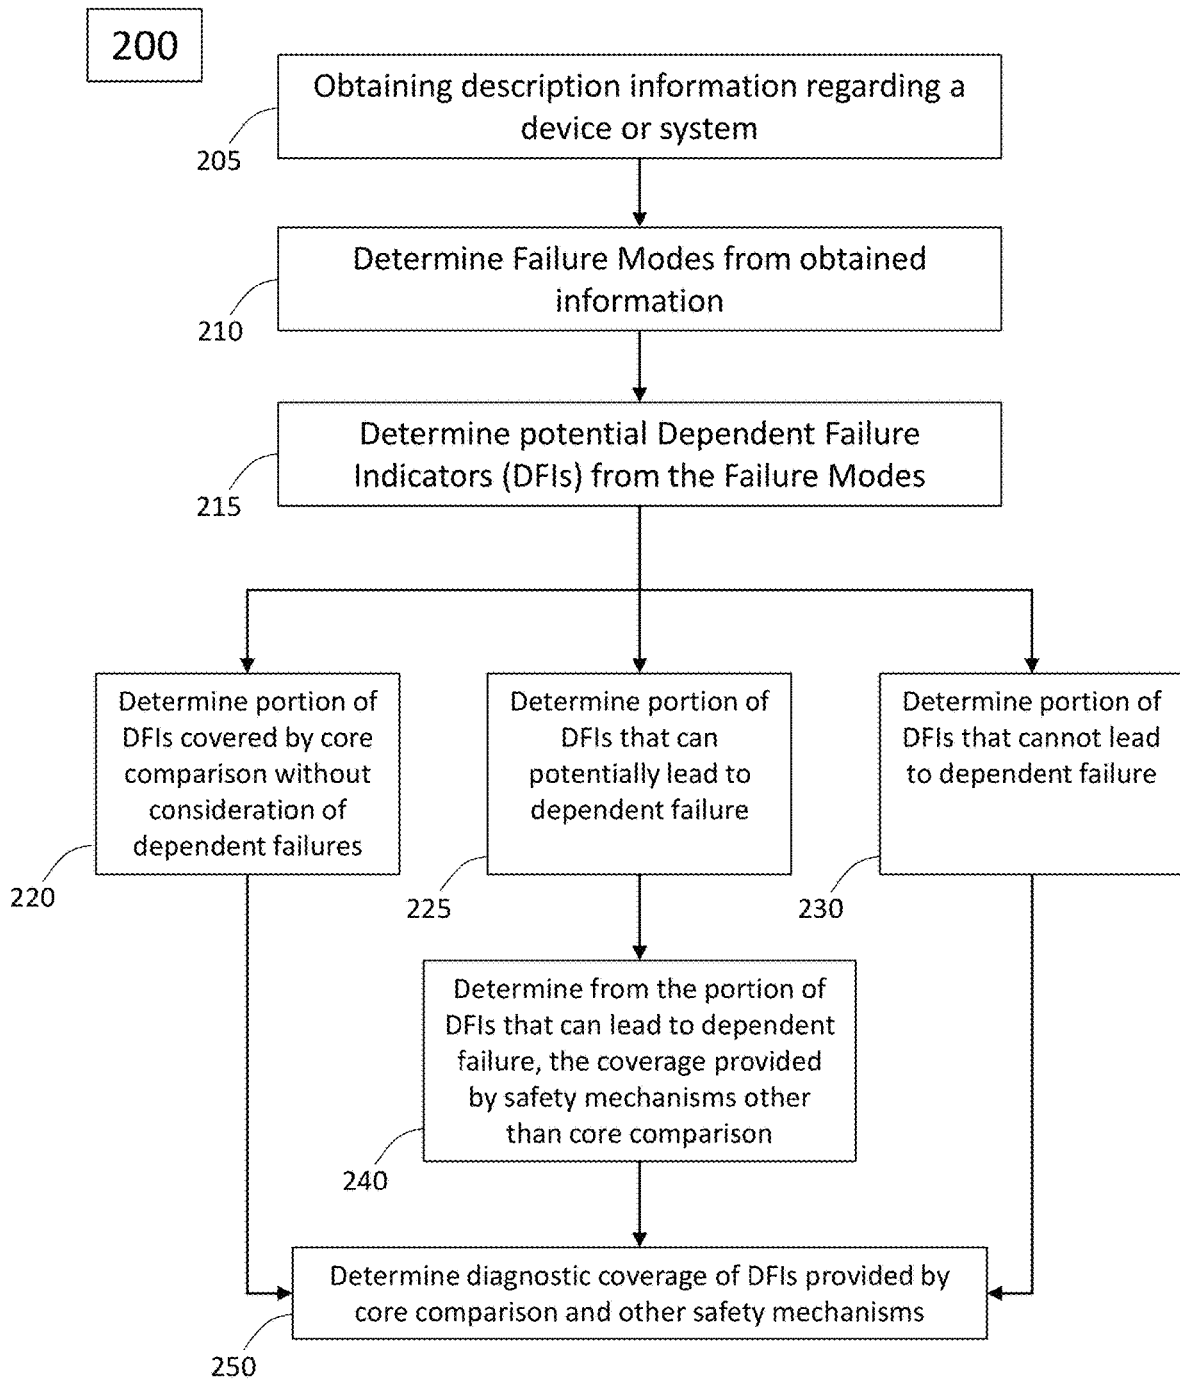 200
Obtaining description information regarding a
device or system
205
Determine Failure Modes from obtained
information
210
Determine potential Dependent Failure
Indicators (DFIs) from the Failure Modes
215
Determine portion of
DFIs covered by core
comparison without
consideration of
dependent failures
220
Determine portion of
DFIs that can
potentially lead to
dependent failure
225
Determine portion of
DFIs that cannot lead
to dependent failure
230
Determine from the portion of
DFIs that can lead to dependent
failure, the coverage provided
by safety mechanisms other
than core comparison
240
Determine diagnostic coverage of DFIs provided by
core comparison and other safety mechanisms
250